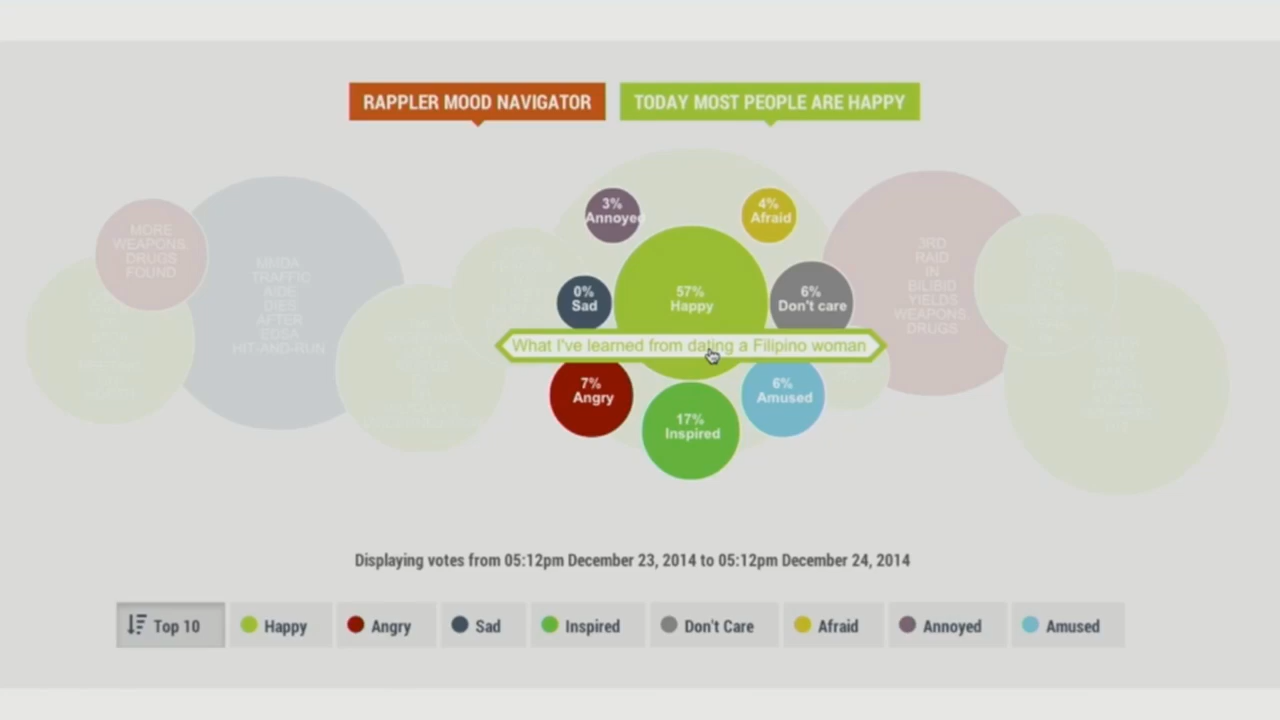 RAPPLER MOOD NAVIGATOR
TODAY MOST PEOPLE ARE HAPPY
MORE
WEAPONS,
DRUGS
FOUND
MMDA
TRAFFIC
AIDE
DIES
AFTER
EDSA
HIT-AND-RUN
3%
Annoyed
4%
Afraid
0%
Sad
57%
Happy
6%
Don't care
What I've learned from dating a Filipino woman
7%
Angry
17%
Inspired
6%
Amused
3RD
RAID
IN
BILIBID
YIELDS
WEAPONS,
DRUGS
Displaying votes from 05:12pm December 23, 2014 to 05:12pm December 24, 2014
Top 10
Happy
Angry
Sad
Inspired
Don't Care
Afraid
Annoyed
Amused